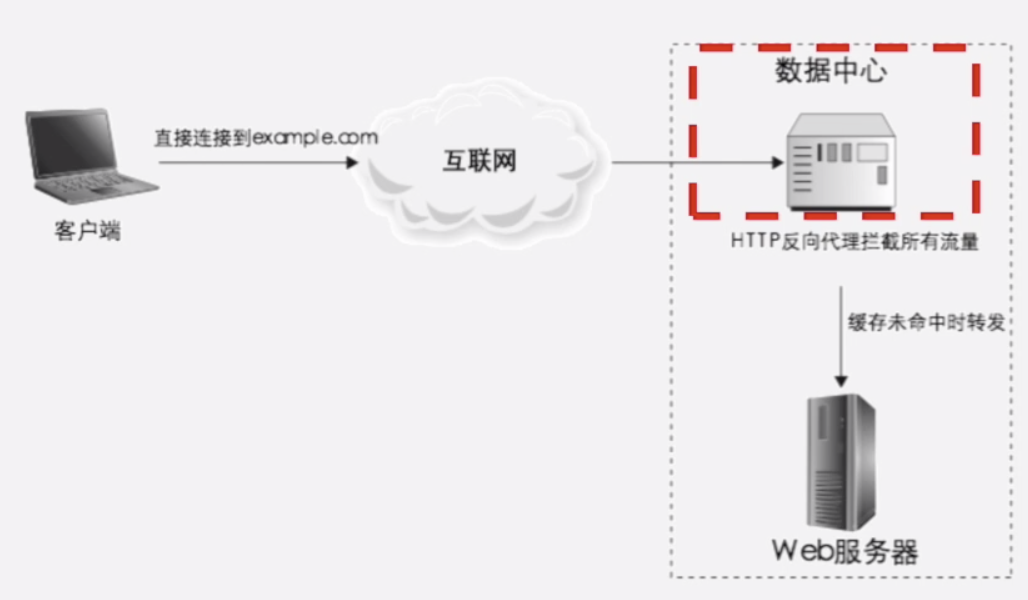 数据中心
直接连接到example.com
互联网
客户端
HTTP反向代理拦截所有流量
缓存未命中时转发
Web服务器